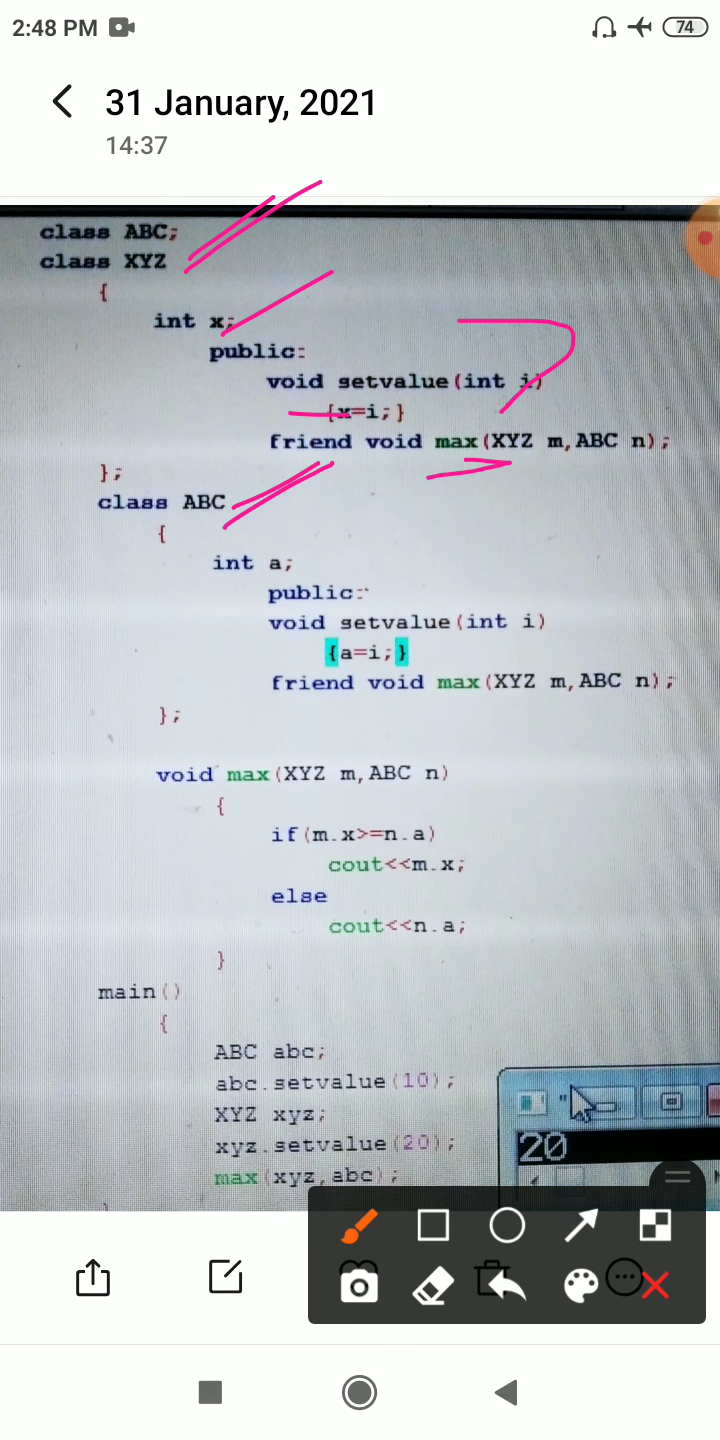 2:48 PM
74
31 January, 2021
14:37
class ABC;
class XYZ
{
int x;
public:
void setvalue(int i)
{x=i;}
friend void max(XYZ m,ABC n);
};
class ABC
{
int a;
public:
void setvalue(int i)
{a=i;}
friend void max(XYZ m,ABC n);
};
void max(XYZ m,ABC n)
{
if(m.x>=n.a)
cout<<m.x;
else
cout<<n.a;
}
main()
{
ABC abc;
abc.setvalue(10);
XYZ xyz;
xyz.setvalue(20);
max(xyz,abc);
20